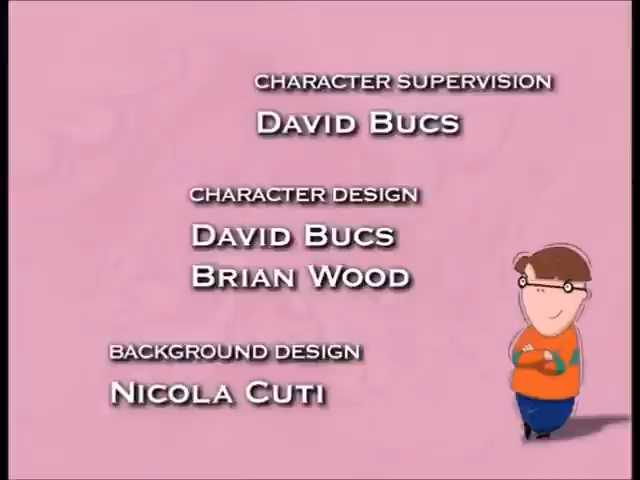 CHARACTER SUPERVISION
DAVID BUCS
CHARACTER DESIGN
DAVID BUCS
BRIAN WOOD
BACKGROUND DESIGN
NICOLA CUTI